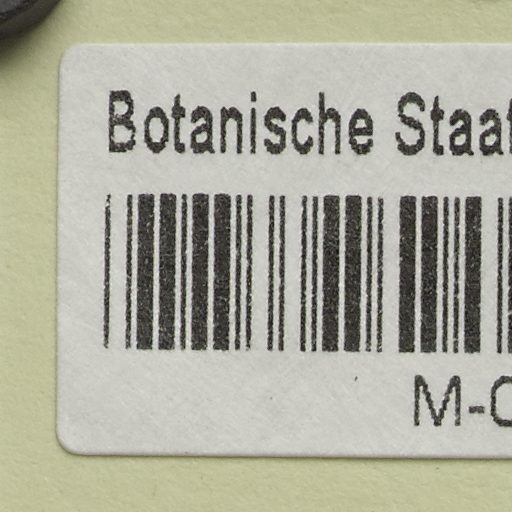 Botanische Staat
M-